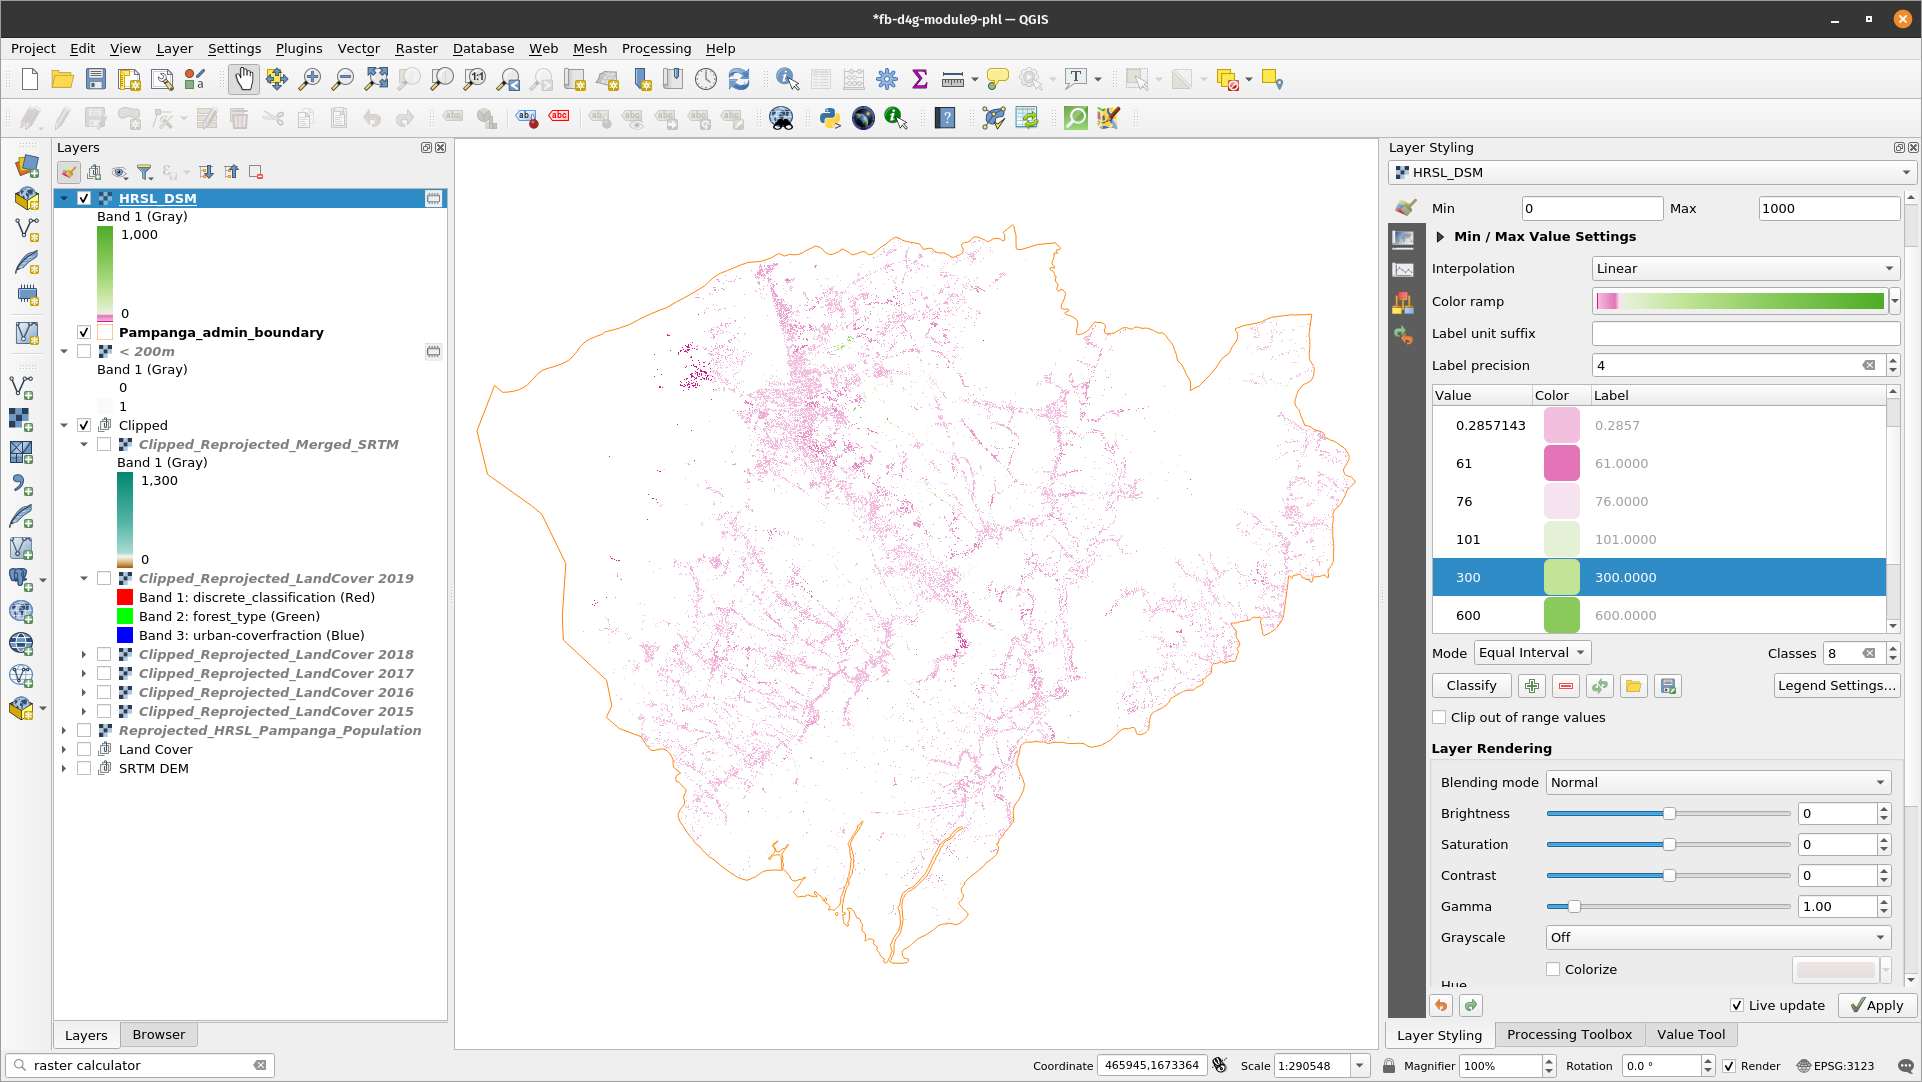 *fb-d4g-module9-phl — QGIS
Project Edit View Layer Settings Plugins Vector Raster Database Web Mesh Processing Help
Layers
HRSL_DSM
Band 1 (Gray)
1,000
0
Pampanga_admin_boundary
< 200m
Band 1 (Gray)
0
1
Clipped
Clipped_Reprojected_Merged_SRTM
Band 1 (Gray)
1,300
0
Clipped_Reprojected_LandCover 2019
Band 1: discrete_classification (Red)
Band 2: forest_type (Green)
Band 3: urban-coverfraction (Blue)
Clipped_Reprojected_LandCover 2018
Clipped_Reprojected_LandCover 2017
Clipped_Reprojected_LandCover 2016
Clipped_Reprojected_LandCover 2015
Reprojected_HRSL_Pampanga_Population
Land Cover
SRTM DEM
Layers Browser
Layer Styling
HRSL_DSM
Min 0 Max 1000
Min / Max Value Settings
Interpolation Linear
Color ramp
Label unit suffix
Label precision 4
Value Color Label
0.2857143 0.2857
61 61.0000
76 76.0000
101 101.0000
300 300.0000
600 600.0000
Mode Equal Interval Classes 8
Classify Legend Settings...
Clip out of range values
Layer Rendering
Blending mode Normal
Brightness 0
Saturation 0
Contrast 0
Gamma 1.00
Grayscale Off
Colorize
Hue
Live update Apply
Layer Styling Processing Toolbox Value Tool
raster calculator Coordinate 465945,1673364 Scale 1:290548 Magnifier 100% Rotation 0.0 ° Render EPSG:3123